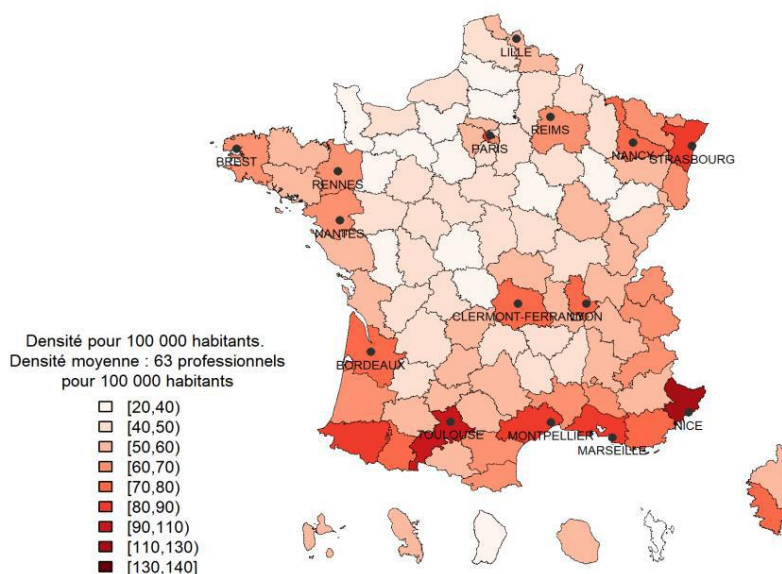 LILLE
REIMS
PARIS
NANCY
STRASBOURG
BREST
RENNES
NANTES
CLERMONT-FERRAND
LYON
BORDEAUX
TOULOUSE
MONTPELLIER
MARSEILLE
NICE
Densité pour 100 000 habitants.
Densité moyenne : 63 professionnels
pour 100 000 habitants
[20,40)
[40,50)
[50,60)
[60,70)
[70,80)
[80,90)
[90,110)
[110,130)
[130,140]